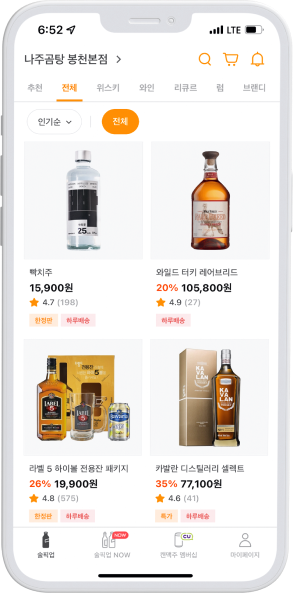 6:52 LTE
나주곰탕 봉천본점
추천 전체 위스키 와인 리큐르 럼 브랜디
인기순 전체
25
빡치주
15,900원
4.7 (198)
한정판 하루배송
와일드 터키 레어브리드
20% 105,800원
4.9 (27)
하루배송
LABEL 5
KAVALAN
라벨 5 하이볼 전용잔 패키지
26% 19,900원
4.8 (575)
한정판 하루배송
카발란 디스틸러리 셀렉트
35% 77,100원
4.6 (41)
특가 하루배송
NOW CU
술픽업 술픽업 NOW 캔맥주 멤버십 마이페이지